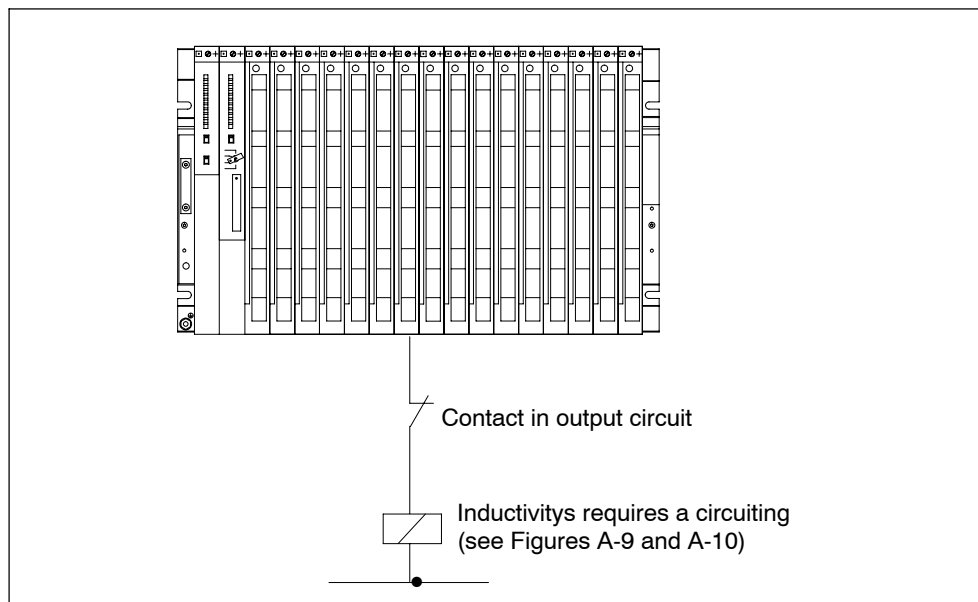 Contact in output circuit
Inductivitys requires a circuiting
(see Figures A-9 and A-10)